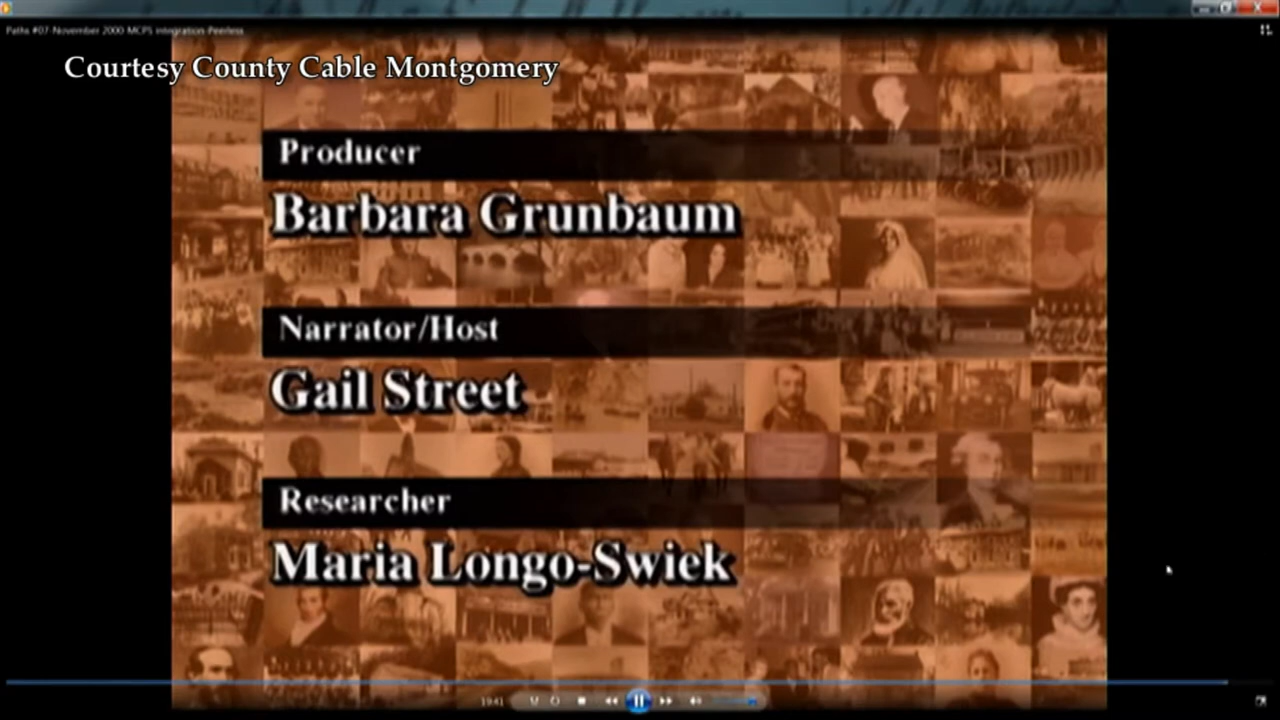 Paths #07-November 2000 MCPS integration-Peerless
Courtesy County Cable Montgomery
Producer
Barbara Grunbaum
Narrator/Host
Gail Street
Researcher
Maria Longo-Swiek
19:41